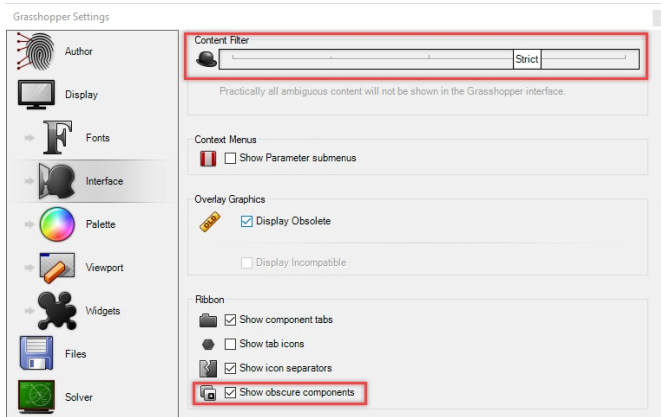 Grasshopper Settings
Author
Display
Fonts
Interface
Palette
Viewport
Widgets
Files
Solver
Content Filter
Strict
Practically all ambiguous content will not be shown in the Grasshopper interface.
Context Menus
Show Parameter submenus
Overlay Graphics
OLD
Display Obsolete
Display Incompatible
Ribbon
Show component tabs
Show tab icons
Show icon separators
Show obscure components